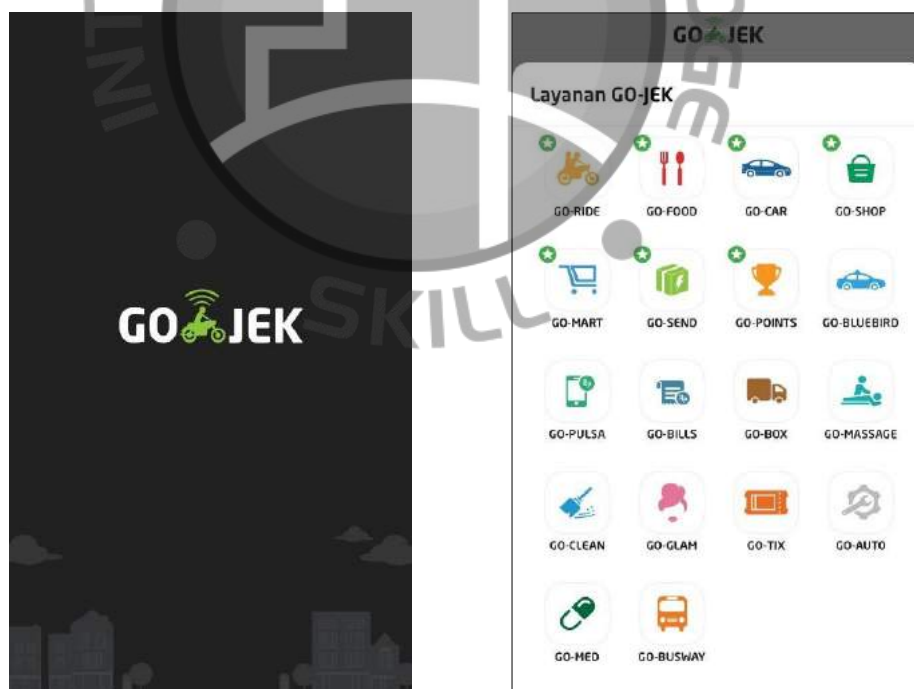 GO JEK
GO JEK
Layanan GO-JEK
GO-RIDE GO-FOOD GO-CAR GO-SHOP
GO-MART GO-SEND GO-POINTS GO-BLUEBIRD
GO-PULSA GO-BILLS GO-BOX GO-MASSAGE
GO-CLEAN GO-GLAM GO-TIX GO-AUTO
GO-MED GO-BUSWAY
SKILL